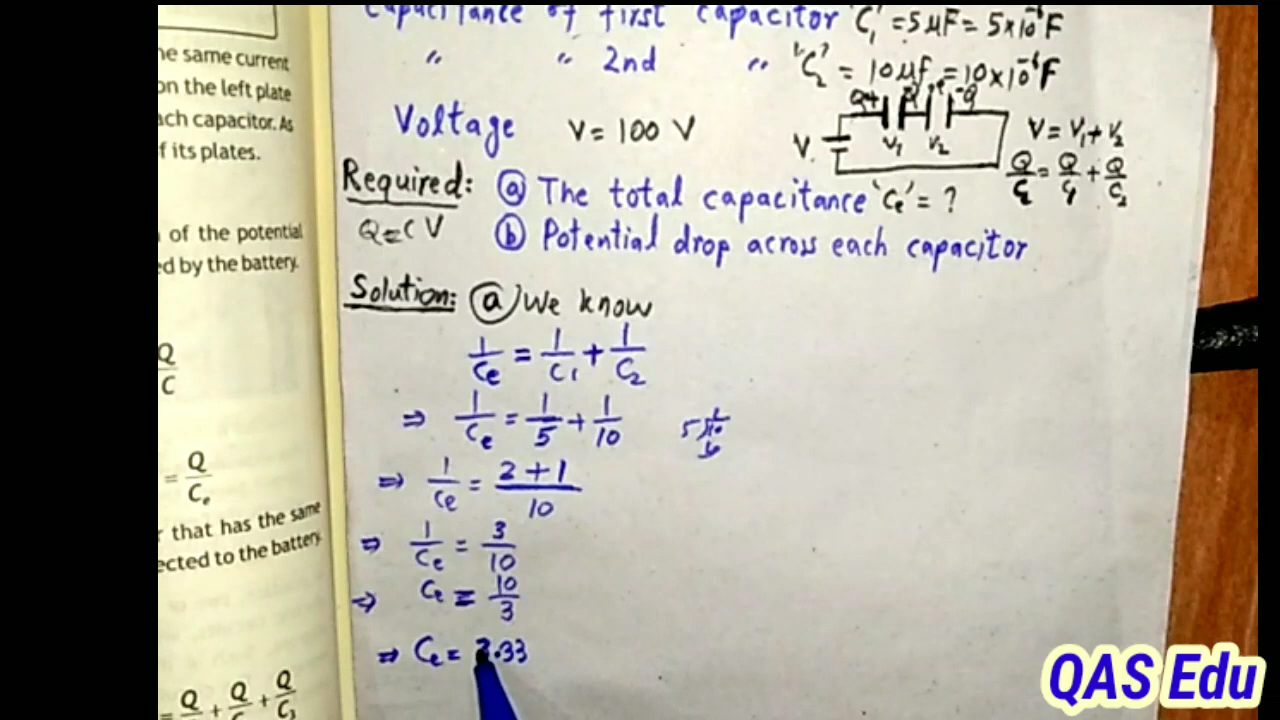 he same current
on the left plate
ach capacitor. As
f its plates.
of the potential
ed by the battery.
Q
C
= Q
Cₑ
r that has the same
ected to the battery.
= Q + Q + Q
Capacitance of first capacitor 'C₁' = 5μF = 5×10⁻⁶F
" " 2nd " 'C₂' = 10μf = 10×10⁻⁶F
Voltage V = 100 V
V V₁ V₂ -Q
V = V₁ + V₂
Required: ⓐ The total capacitance 'Cₑ' = ?
Q = CV ⓑ Potential drop across each capacitor
Solution: ⓐ We know
1/Cₑ = 1/C₁ + 1/C₂
⇒ 1/Cₑ = 1/5 + 1/10
⇒ 1/Cₑ = 2+1/10
⇒ 1/Cₑ = 3/10
⇒ Cₑ = 10/3
⇒ Cₑ = 3.33
QAS Edu